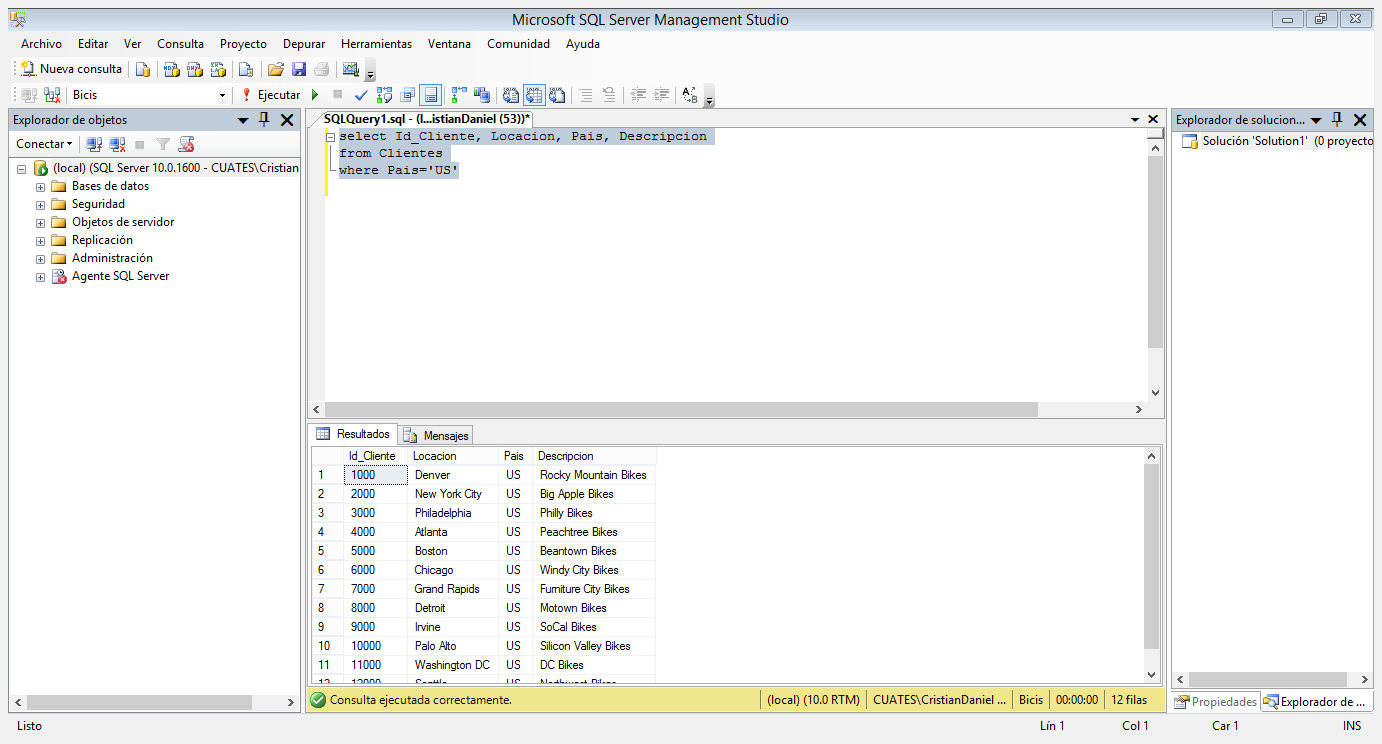 Microsoft SQL Server Management Studio
Archivo Editar Ver Consulta Proyecto Depurar Herramientas Ventana Comunidad Ayuda
Nueva consulta
Bicis Ejecutar
Explorador de objetos
Conectar
(local) (SQL Server 10.0.1600 - CUATES\Cristian
Bases de datos
Seguridad
Objetos de servidor
Replicación
Administración
Agente SQL Server
SQLQuery1.sql - (l...istianDaniel (53))*
select Id_Cliente, Locacion, Pais, Descripcion
from Clientes
where Pais='US'
Resultados Mensajes
Id_Cliente Locacion Pais Descripcion
1 1000 Denver US Rocky Mountain Bikes
2 2000 New York City US Big Apple Bikes
3 3000 Philadelphia US Philly Bikes
4 4000 Atlanta US Peachtree Bikes
5 5000 Boston US Beantown Bikes
6 6000 Chicago US Windy City Bikes
7 7000 Grand Rapids US Furniture City Bikes
8 8000 Detroit US Motown Bikes
9 9000 Irvine US SoCal Bikes
10 10000 Palo Alto US Silicon Valley Bikes
11 11000 Washington DC US DC Bikes
12 12000 Seattle US Northwest Bikes
Consulta ejecutada correctamente. (local) (10.0 RTM) CUATES\CristianDaniel ... Bicis 00:00:00 12 filas
Explorador de solucion...
Solución 'Solution1' (0 proyecto
Propiedades Explorador de ...
Listo Lín 1 Col 1 Car 1 INS